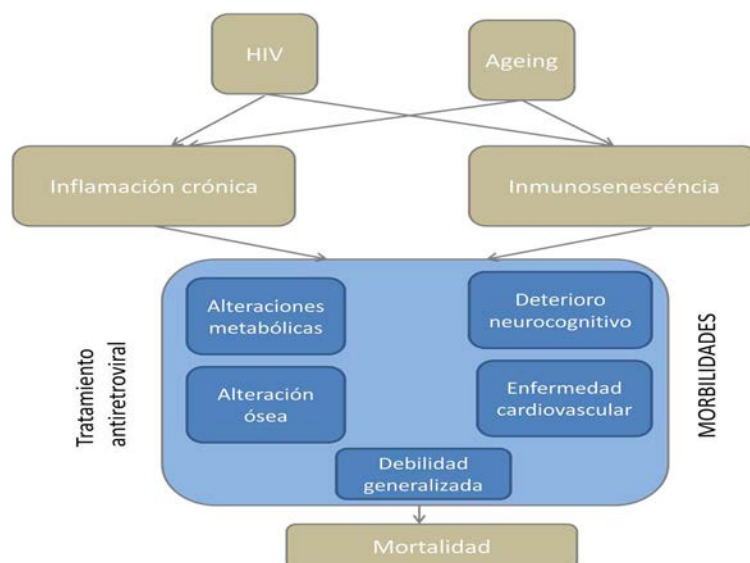 HIV
Ageing
Inflamación crónica
Inmunosenescéncia
Alteraciones
metabólicas
Deterioro
neurocognitivo
Alteración
ósea
Enfermedad
cardiovascular
Debilidad
generalizada
Tratamiento
antiretroviral
MORBILIDADES
Mortalidad